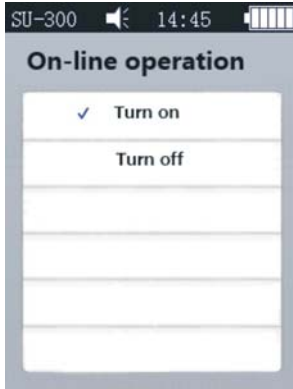 SU-300 14:45
On-line operation
✓ Turn on
Turn off